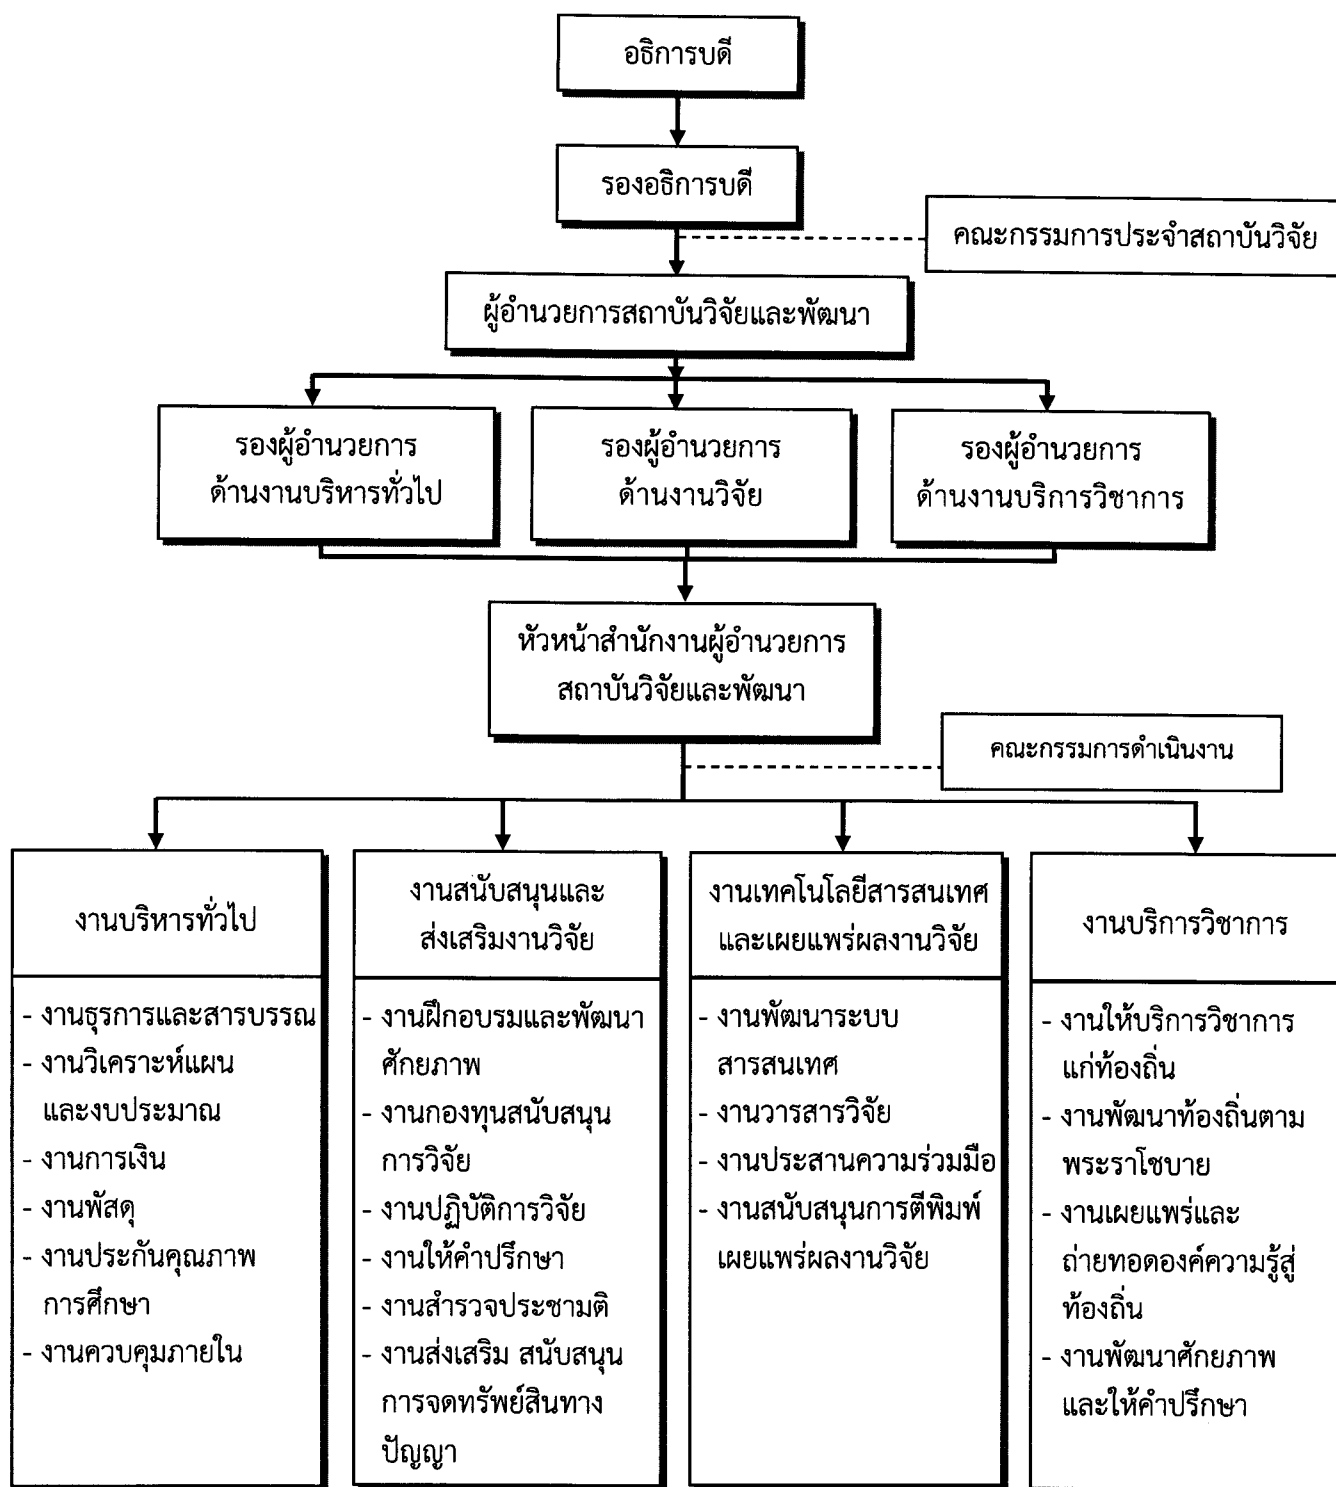 อธิการบดี
รองอธิการบดี
คณะกรรมการประจำสถาบันวิจัย
ผู้อำนวยการสถาบันวิจัยและพัฒนา
รองผู้อำนวยการ
ด้านงานบริหารทั่วไป
รองผู้อำนวยการ
ด้านงานวิจัย
รองผู้อำนวยการ
ด้านงานบริการวิชาการ
หัวหน้าสำนักงานผู้อำนวยการ
สถาบันวิจัยและพัฒนา
คณะกรรมการดำเนินงาน
งานบริหารทั่วไป
- งานธุรการและสารบรรณ
- งานวิเคราะห์แผน
และงบประมาณ
- งานการเงิน
- งานพัสดุ
- งานประกันคุณภาพ
การศึกษา
- งานควบคุมภายใน
งานสนับสนุนและ
ส่งเสริมงานวิจัย
- งานฝึกอบรมและพัฒนา
ศักยภาพ
- งานกองทุนสนับสนุน
การวิจัย
- งานปฏิบัติการวิจัย
- งานให้คำปรึกษา
- งานสำรวจประชามติ
- งานส่งเสริม สนับสนุน
การจดทรัพย์สินทาง
ปัญญา
งานเทคโนโลยีสารสนเทศ
และเผยแพร่ผลงานวิจัย
- งานพัฒนาระบบ
สารสนเทศ
- งานวารสารวิจัย
- งานประสานความร่วมมือ
- งานสนับสนุนการตีพิมพ์
เผยแพร่ผลงานวิจัย
งานบริการวิชาการ
- งานให้บริการวิชาการ
แก่ท้องถิ่น
- งานพัฒนาท้องถิ่นตาม
พระราโชบาย
- งานเผยแพร่และ
ถ่ายทอดองค์ความรู้สู่
ท้องถิ่น
- งานพัฒนาศักยภาพ
และให้คำปรึกษา